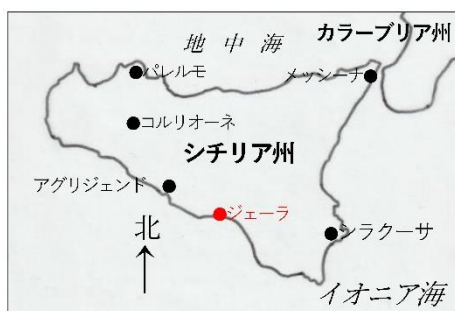 カラーブリア州
地中海
パレルモ
メッシーナ
コルリオーネ
シチリア州
アグリジェンド
ジェーラ
北
シラクーサ
イオニア海